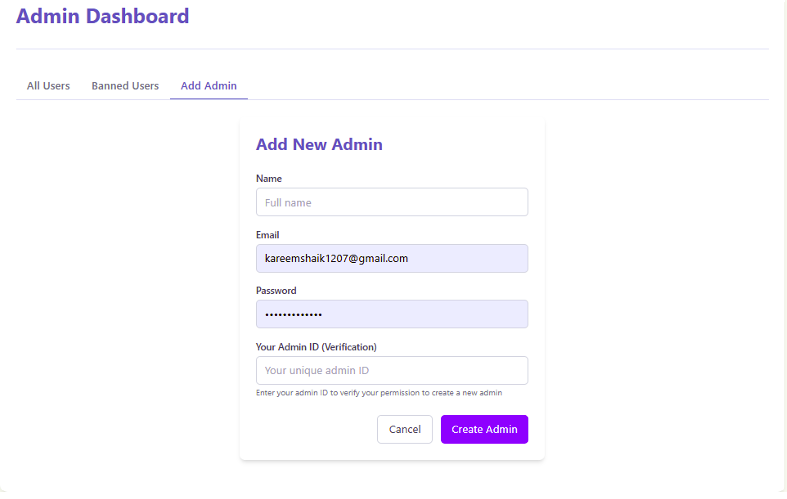 Admin Dashboard
All Users Banned Users Add Admin
Add New Admin
Name
Full name
Email
kareemshaik1207@gmail.com
Password
•••••••••••••
Your Admin ID (Verification)
Your unique admin ID
Enter your admin ID to verify your permission to create a new admin
Cancel Create Admin